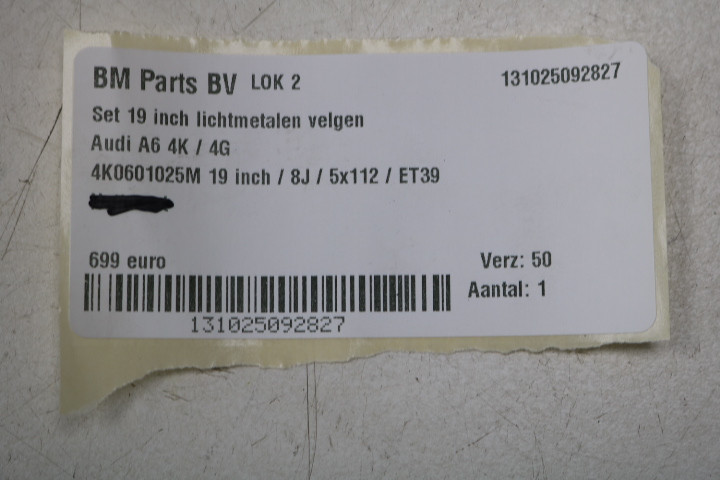 BM Parts BV LOK 2 131025092827
Set 19 inch lichtmetalen velgen
Audi A6 4K / 4G
4K0601025M 19 inch / 8J / 5x112 / ET39
699 euro Verz: 50
Aantal: 1
131025092827